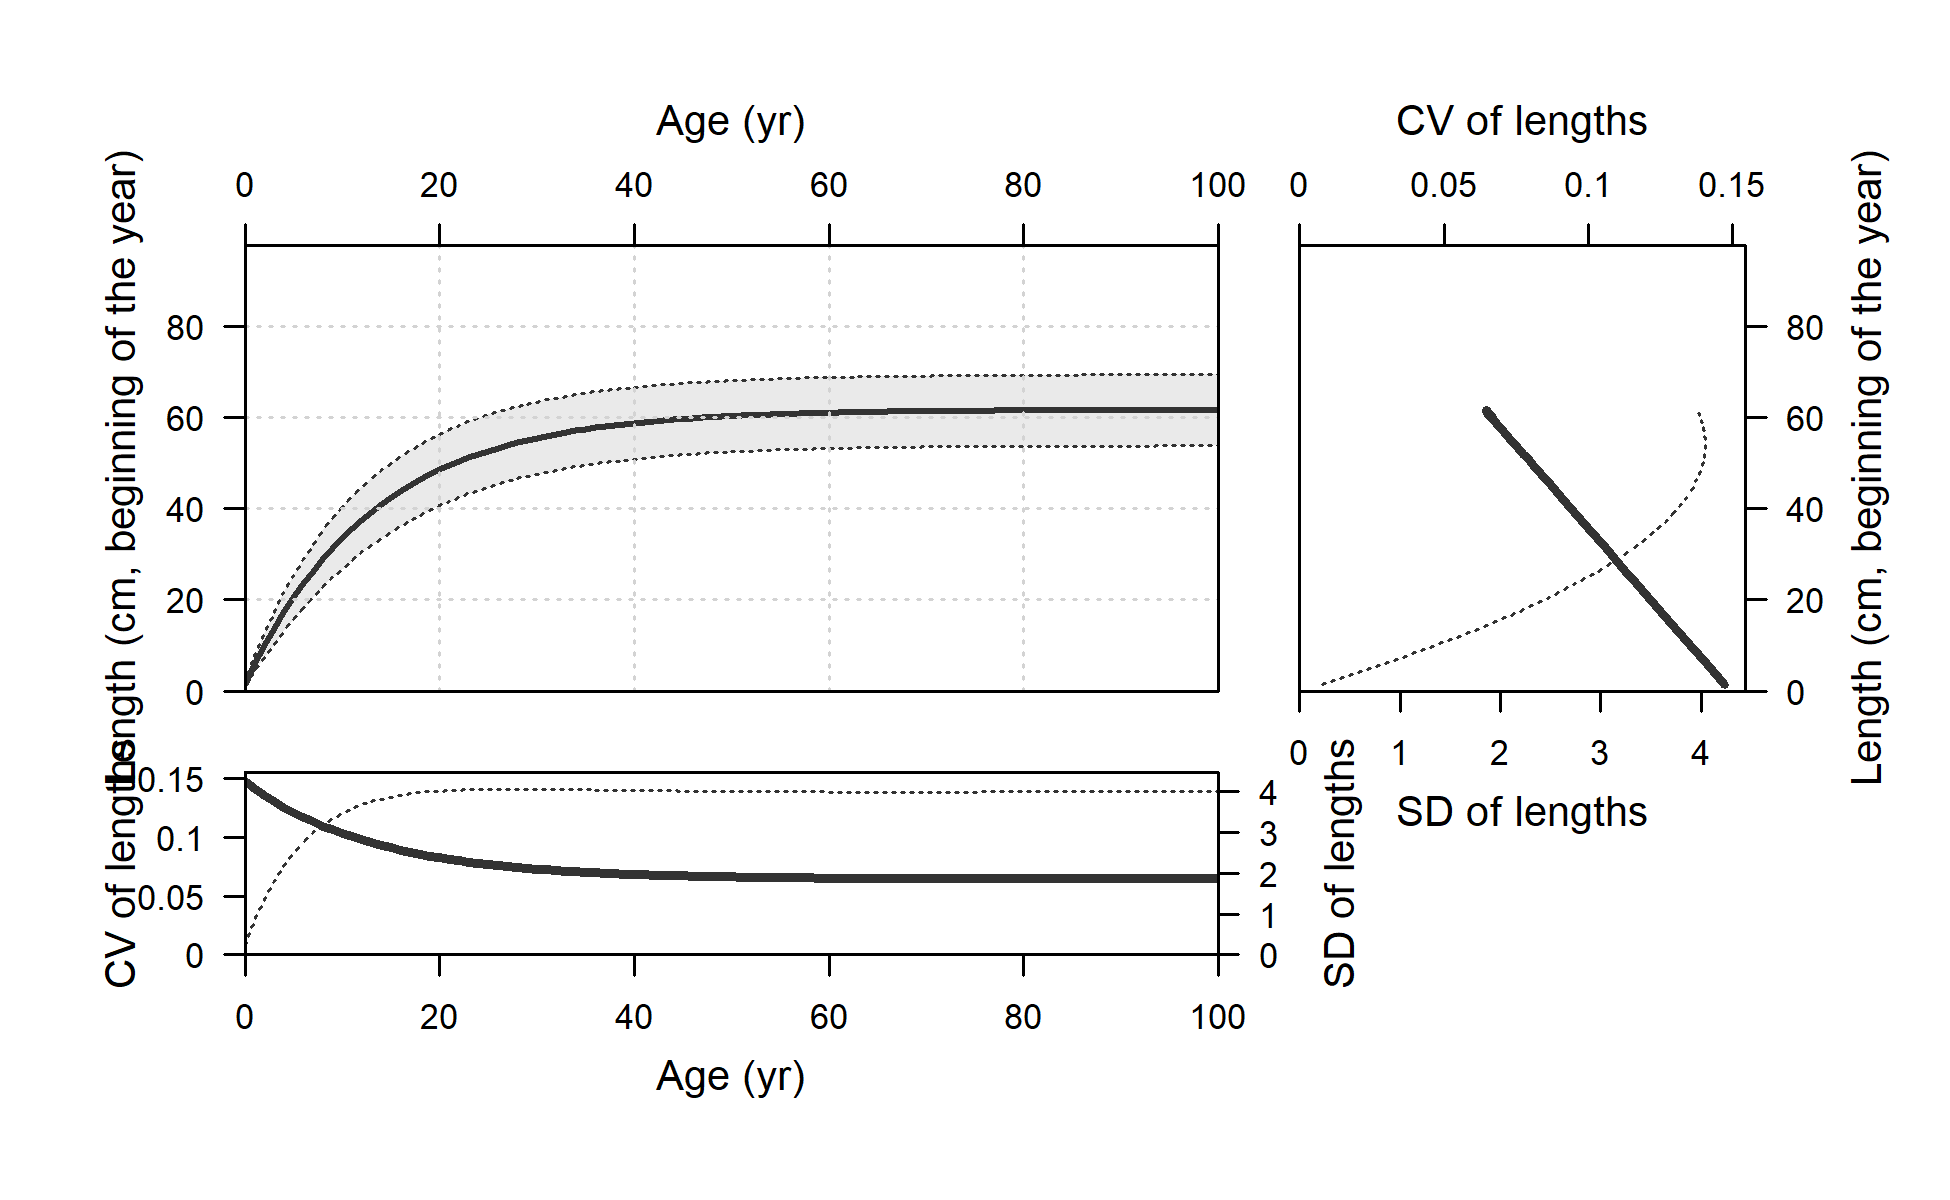 Age (yr)
CV of lengths
0 20 40 60 80 100
0 0.05 0.1 0.15
Length (cm, beginning of the year)
80
60
40
20
0
Length (cm, beginning of the year)
80
60
40
20
0
0 1 2 3 4
SD of lengths
CV of lengths
0.15
0.1
0.05
0
SD of lengths
4
3
2
1
0
0 20 40 60 80 100
Age (yr)